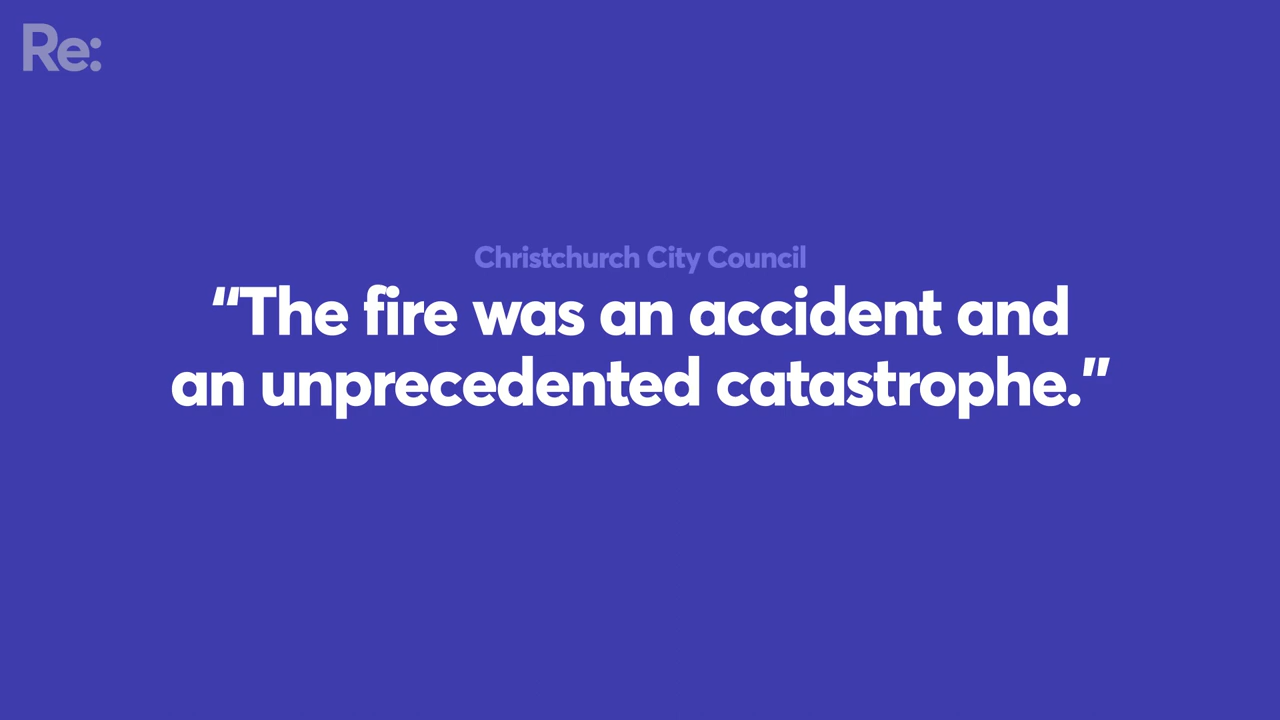 Re:
Christchurch City Council
“The fire was an accident and
an unprecedented catastrophe.”